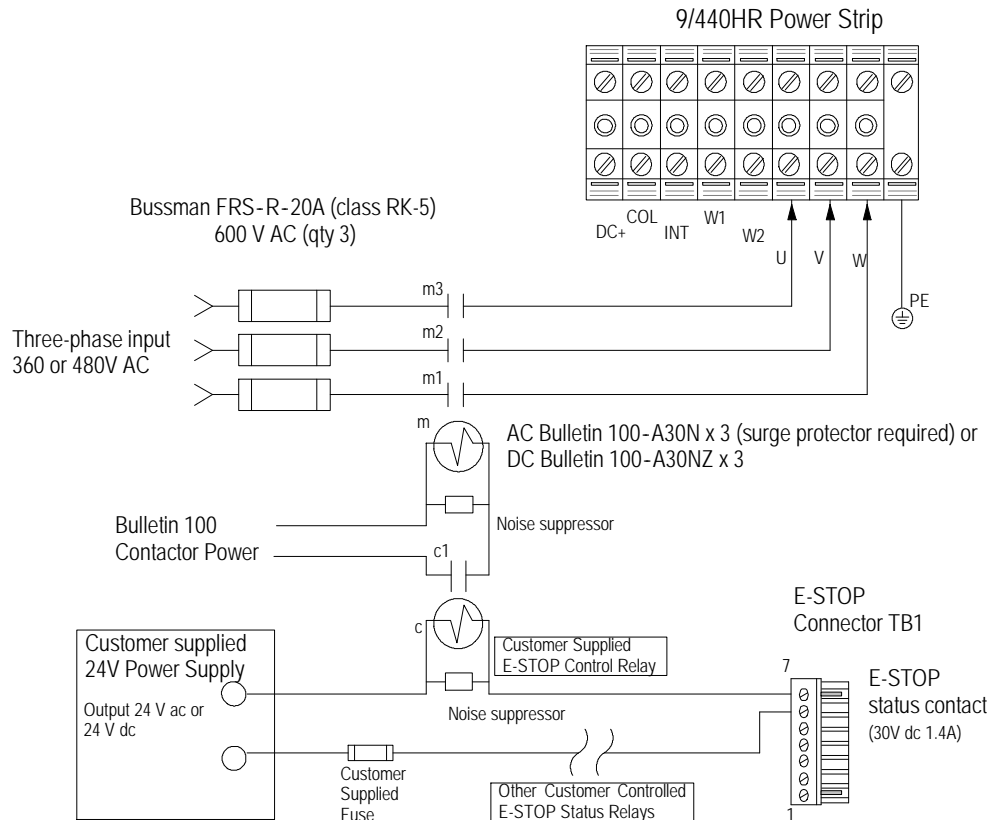 9/440HR Power Strip
DC+
COL
INT
W1
W2
U
V
W
PE
Bussman FRS-R-20A (class RK-5)
600 V AC (qty 3)
Three-phase input
360 or 480V AC
m3
m2
m1
m
AC Bulletin 100-A30N x 3 (surge protector required) or
DC Bulletin 100-A30NZ x 3
Noise suppressor
Bulletin 100
Contactor Power
c1
c
Customer Supplied
E-STOP Control Relay
E-STOP
Connector TB1
Customer supplied
24V Power Supply
Output 24 V ac or
24 V dc
Noise suppressor
7
E-STOP
status contact
(30V dc 1.4A)
Customer
Supplied
Fuse
Other Customer Controlled
E-STOP Status Relays
1